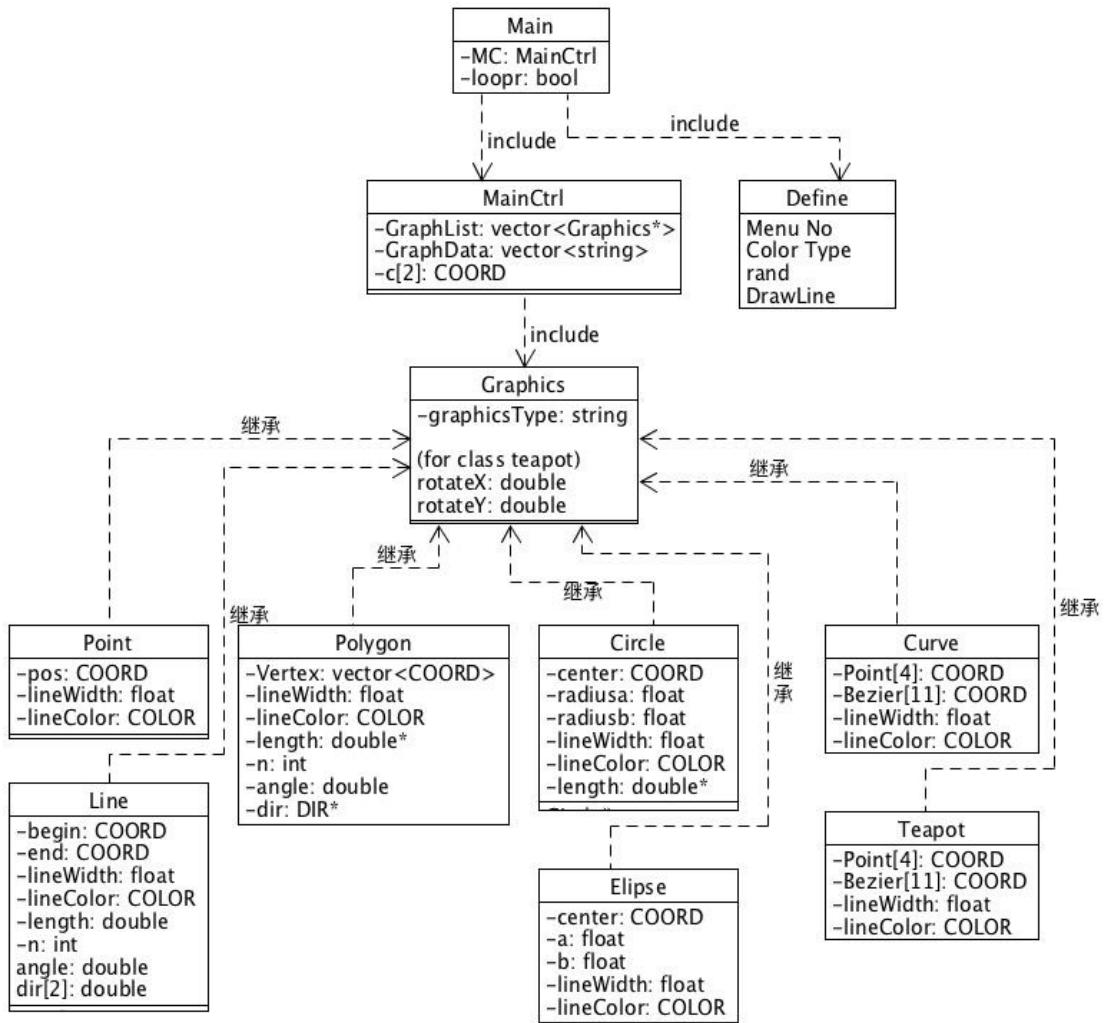 Main
-MC: MainCtrl
-loopr: bool
include
include
MainCtrl
-GraphList: vector<Graphics*>
-GraphData: vector<string>
-c[2]: COORD
Define
Menu No
Color Type
rand
DrawLine
include
Graphics
-graphicsType: string
(for class teapot)
rotateX: double
rotateY: double
继承
继承
继承
继承
继承
继承
继承
Point
-pos: COORD
-lineWidth: float
-lineColor: COLOR
Polygon
-Vertex: vector<COORD>
-lineWidth: float
-lineColor: COLOR
-length: double*
-n: int
-angle: double
-dir: DIR*
Circle
-center: COORD
-radiusa: float
-radiusb: float
-lineWidth: float
-lineColor: COLOR
-length: double*
Curve
-Point[4]: COORD
-Bezier[11]: COORD
-lineWidth: float
-lineColor: COLOR
Line
-begin: COORD
-end: COORD
-lineWidth: float
-lineColor: COLOR
-length: double
-n: int
angle: double
dir[2]: double
Elipse
-center: COORD
-a: float
-b: float
-lineWidth: float
-lineColor: COLOR
Teapot
-Point[4]: COORD
-Bezier[11]: COORD
-lineWidth: float
-lineColor: COLOR